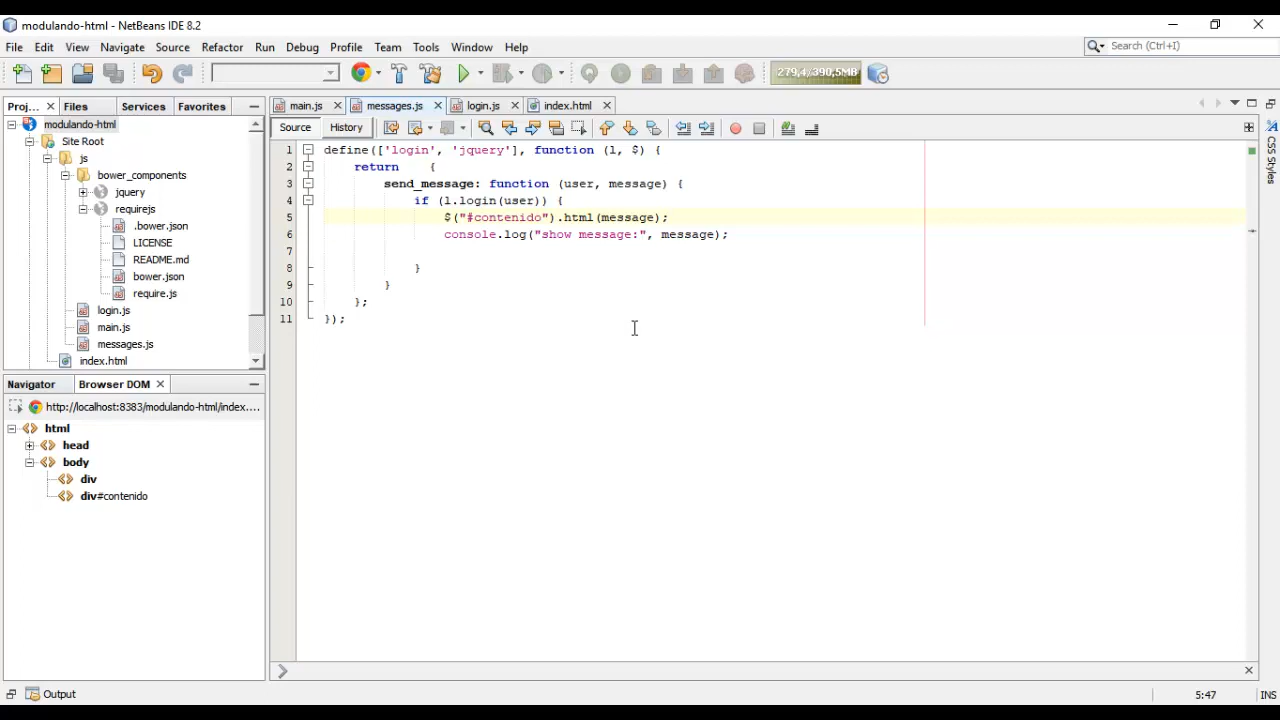 modulando-html - NetBeans IDE 8.2
File Edit View Navigate Source Refactor Run Debug Profile Team Tools Window Help
Search (Ctrl+I)
279,4/390,5MB
Proj... Files Services Favorites
main.js messages.js login.js index.html
Source History
modulando-html
Site Root
js
bower_components
jquery
requirejs
.bower.json
LICENSE
README.md
bower.json
require.js
login.js
main.js
messages.js
index.html
1 define(['login', 'jquery'], function (l, $) {
2 return {
3 send_message: function (user, message) {
4 if (l.login(user)) {
5 $("#contenido").html(message);
6 console.log("show message:", message);
7
8 }
9 }
10 };
11 });
CSS Styles
Navigator Browser DOM
http://localhost:8383/modulando-html/index....
html
head
body
div
div#contenido
Output
5:47 INS